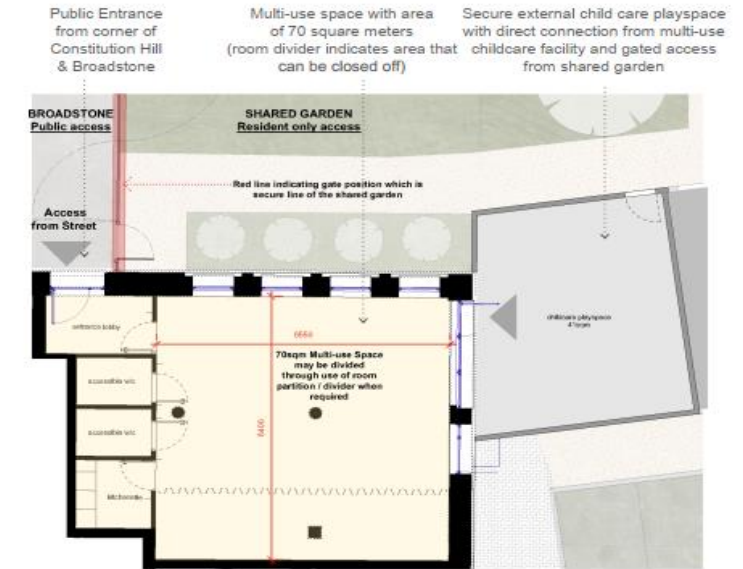 Public Entrance
from corner of
Constitution Hill
& Broadstone
Multi-use space with area
of 70 square meters
(room divider indicates area that
can be closed off)
Secure external child care playspace
with direct connection from multi-use
childcare facility and gated access
from shared garden
BROADSTONE
Public access
SHARED GARDEN
Resident only access
Red line indicating gate position which is
secure line of the shared garden
Access
from Street
entrance lobby
childcare playspace
70sqm Multi-use Space
may be divided
through use of room
partition / divider when
required
accessible w/c
accessible w/c
kitchenette